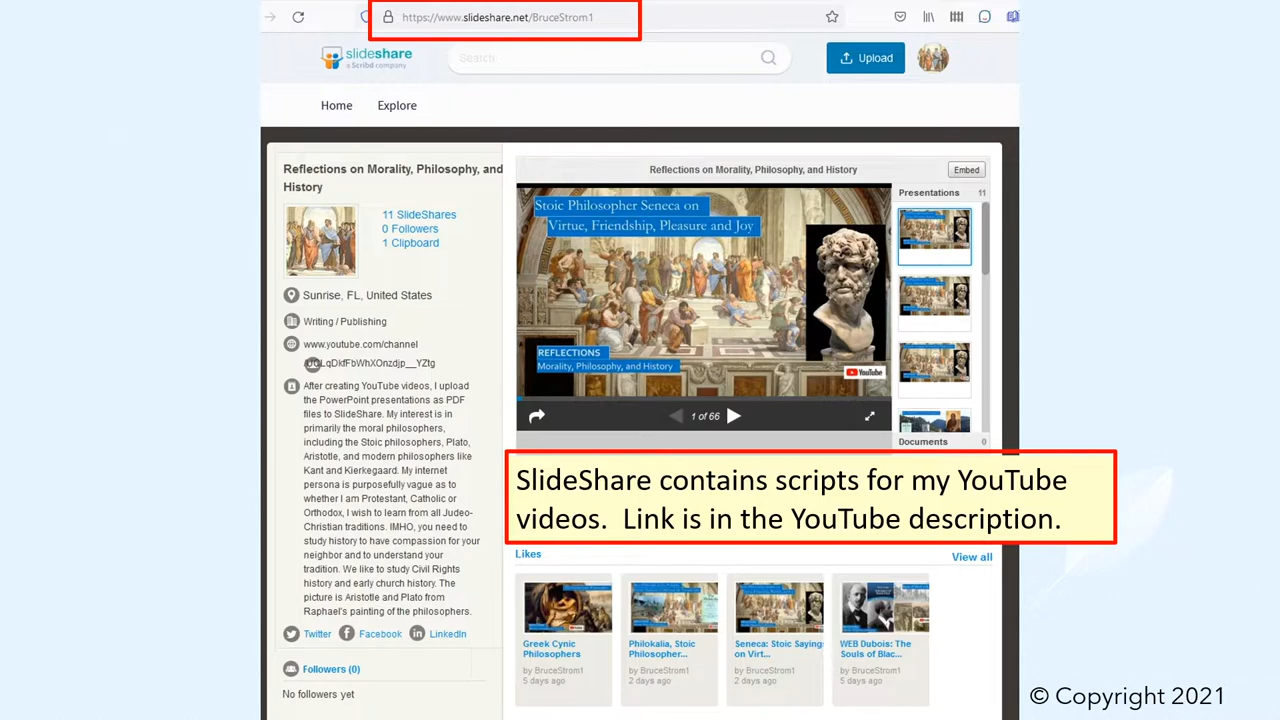 https://www.slideshare.net/BruceStrom1
slideshare
a Scribd company
Search
Upload
Home
Explore
Reflections on Morality, Philosophy, and
History
11 SlideShares
0 Followers
1 Clipboard
Sunrise, FL, United States
Writing / Publishing
www.youtube.com/channel
LqDkfFbWhXOnzdjp__YZtg
After creating YouTube videos, I upload
the PowerPoint presentations as PDF
files to SlideShare. My interest is in
primarily the moral philosophers,
including the Stoic philosophers, Plato,
Aristotle, and modern philosophers like
Kant and Kierkegaard. My internet
persona is purposefully vague as to
whether I am Protestant, Catholic or
Orthodox, I wish to learn from all Judeo-
Christian traditions. IMHO, you need to
study history to have compassion for your
neighbor and to understand your
tradition. We like to study Civil Rights
history and early church history. The
picture is Aristotle and Plato from
Raphael's painting of the philosophers.
Twitter
Facebook
LinkedIn
Followers (0)
No followers yet
Reflections on Morality, Philosophy, and History
Embed
Stoic Philosopher Seneca on
Virtue, Friendship, Pleasure and Joy
REFLECTIONS
Morality, Philosophy, and History
YouTube
1 of 66
Presentations 11
Documents 0
SlideShare contains scripts for my YouTube
videos. Link is in the YouTube description.
Likes
View all
Greek Cynic
Philosophers
by BruceStrom1
5 days ago
Philokalia, Stoic
Philosopher...
by BruceStrom1
2 days ago
Seneca: Stoic Sayings
on Virt...
by BruceStrom1
2 days ago
WEB Dubois: The
Souls of Blac...
by BruceStrom1
5 days ago
© Copyright 2021